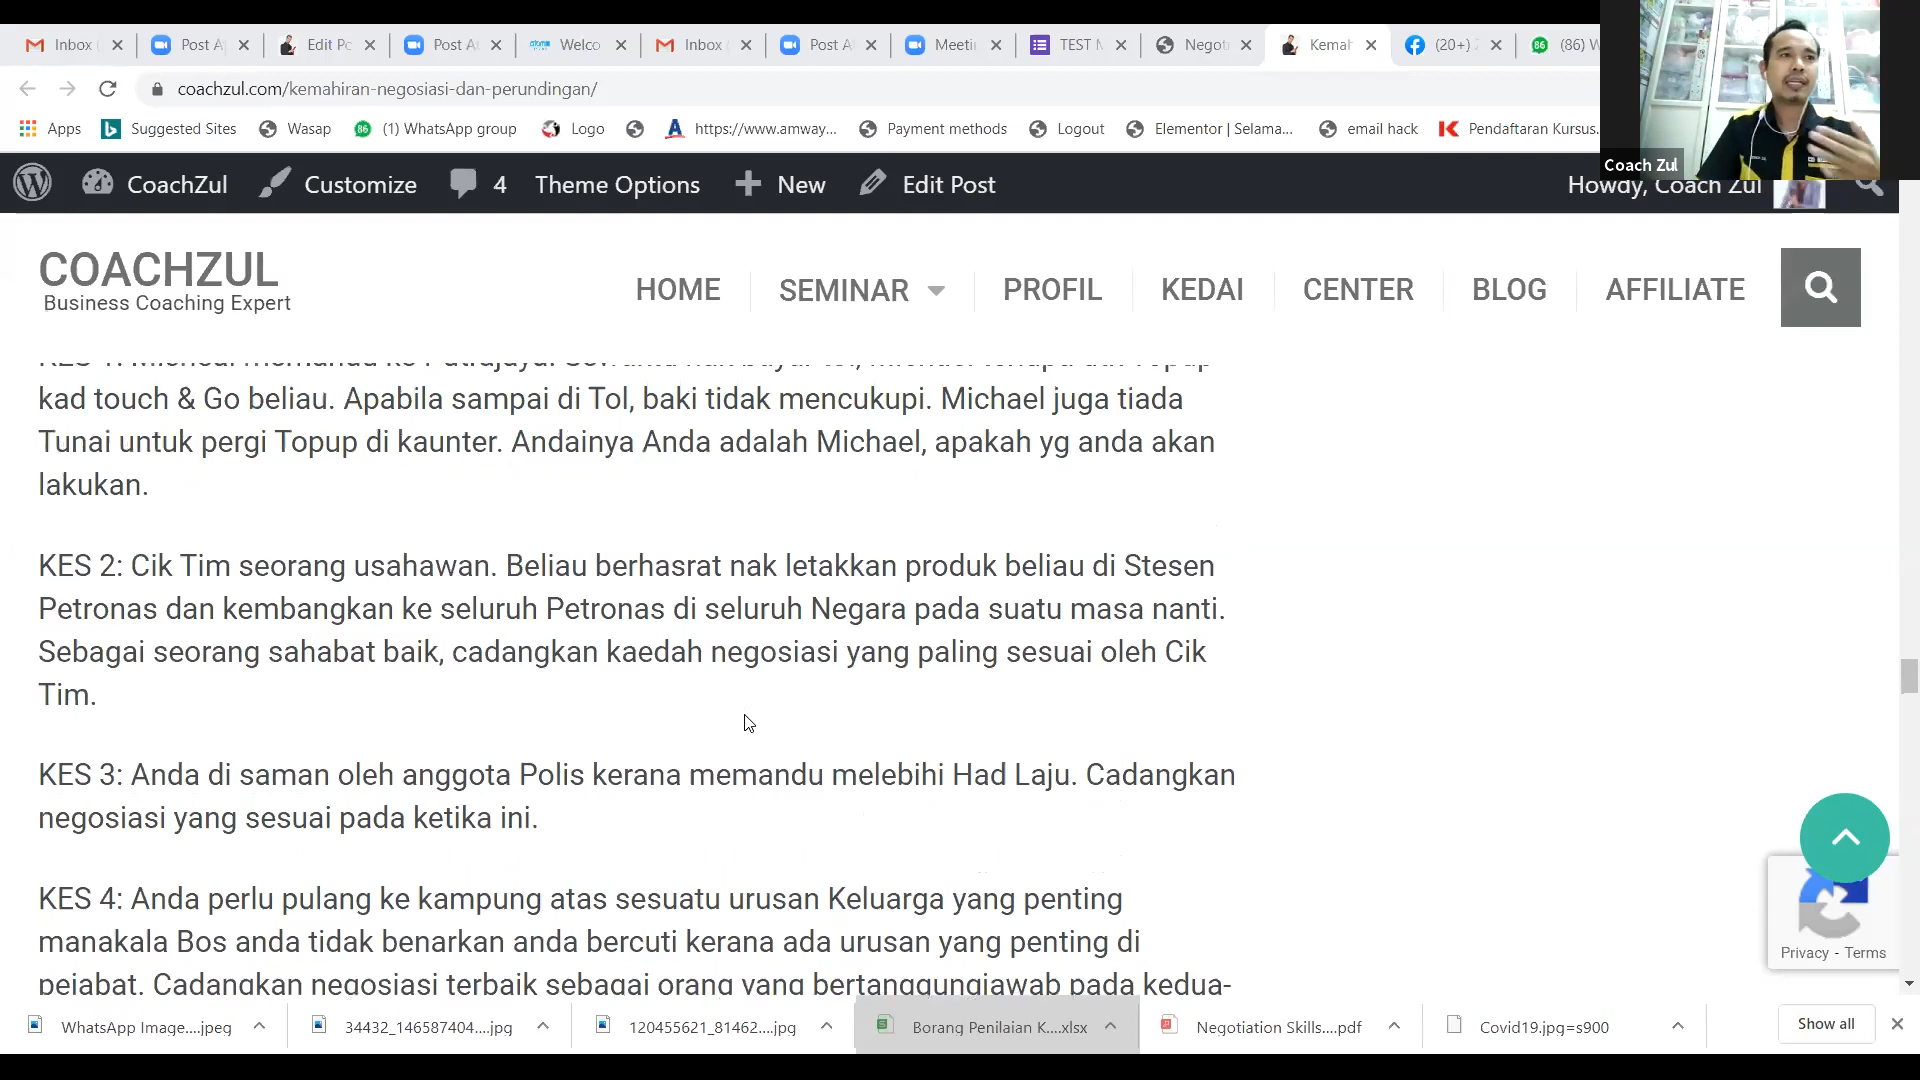 Inbox
Post A
Edit Po
Post At
Welco
Inbox
Post A
Meetin
TEST N
Negot
Kemah
(20+)
(86) W
coachzul.com/kemahiran-negosiasi-dan-perundingan/
Apps
Suggested Sites
Wasap
86 (1) WhatsApp group
Logo
https://www.amway...
Payment methods
Logout
Elementor | Selama...
email hack
Pendaftaran Kursus.
Coach Zul
CoachZul
Customize
4
Theme Options
New
Edit Post
Howdy, Coach Zul
COACHZUL
Business Coaching Expert
HOME
SEMINAR
PROFIL
KEDAI
CENTER
BLOG
AFFILIATE
kad touch & Go beliau. Apabila sampai di Tol, baki tidak mencukupi. Michael juga tiada
Tunai untuk pergi Topup di kaunter. Andainya Anda adalah Michael, apakah yg anda akan
lakukan.
KES 2: Cik Tim seorang usahawan. Beliau berhasrat nak letakkan produk beliau di Stesen
Petronas dan kembangkan ke seluruh Petronas di seluruh Negara pada suatu masa nanti.
Sebagai seorang sahabat baik, cadangkan kaedah negosiasi yang paling sesuai oleh Cik
Tim.
KES 3: Anda di saman oleh anggota Polis kerana memandu melebihi Had Laju. Cadangkan
negosiasi yang sesuai pada ketika ini.
KES 4: Anda perlu pulang ke kampung atas sesuatu urusan Keluarga yang penting
manakala Bos anda tidak benarkan anda bercuti kerana ada urusan yang penting di
pejabat. Cadangkan negosiasi terbaik sebagai orang yang bertanggungjawab pada kedua-
Privacy - Terms
WhatsApp Image....jpeg
34432_146587404....jpg
120455621_81462....jpg
Borang Penilaian K....xlsx
Negotiation Skills....pdf
Covid19.jpg=s900
Show all